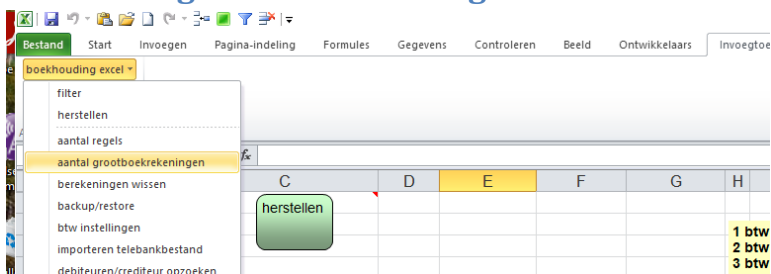 Bestand Start Invoegen Pagina-indeling Formules Gegevens Controleren Beeld Ontwikkelaars Invoegtoe
boekhouding excel
filter
herstellen
aantal regels
aantal grootboekrekeningen
fx
berekeningen wissen
C D E F G H
backup/restore
herstellen
btw instellingen
1 btw
importeren telebankbestand
2 btw
debiteuren/crediteur opzoeken
3 btw